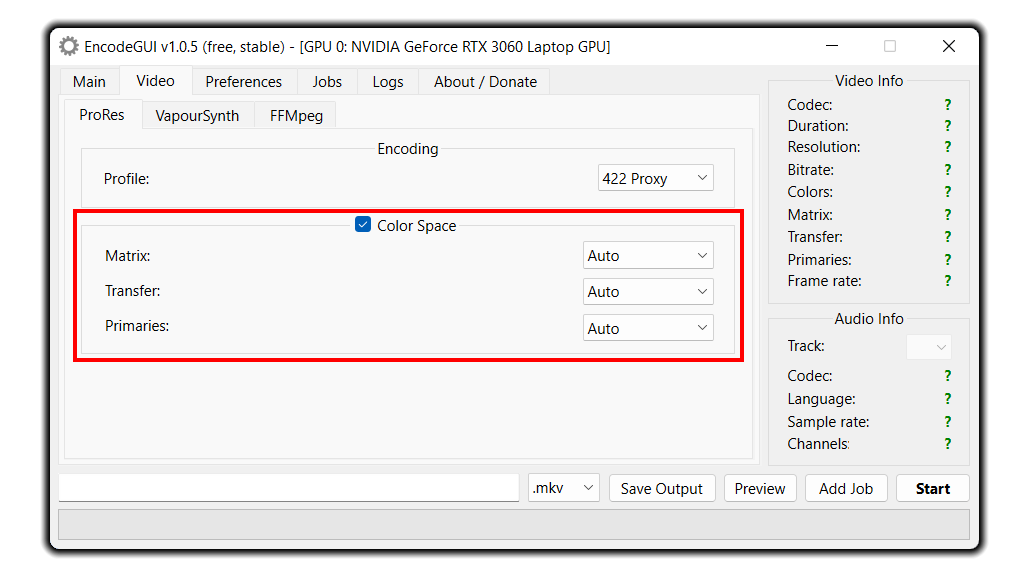 EncodeGUI v1.0.5 (free, stable) - [GPU 0: NVIDIA GeForce RTX 3060 Laptop GPU]
Main Video Preferences Jobs Logs About / Donate
ProRes VapourSynth FFMpeg
Encoding
Profile: 422 Proxy
Color Space
Matrix: Auto
Transfer: Auto
Primaries: Auto
Video Info
Codec: ?
Duration: ?
Resolution: ?
Bitrate: ?
Colors: ?
Matrix: ?
Transfer: ?
Primaries: ?
Frame rate: ?
Audio Info
Track:
Codec: ?
Language: ?
Sample rate: ?
Channels: ?
.mkv Save Output Preview Add Job Start